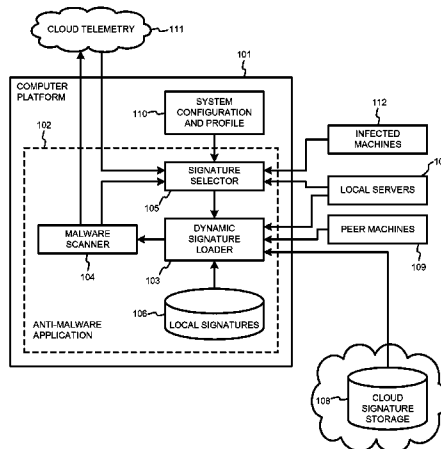 CLOUD TELEMETRY
111
101
COMPUTER
PLATFORM
110
SYSTEM
CONFIGURATION
AND PROFILE
112
INFECTED
MACHINES
102
SIGNATURE
SELECTOR
105
LOCAL SERVERS
MALWARE
SCANNER
104
DYNAMIC
SIGNATURE
LOADER
103
PEER MACHINES
109
106
LOCAL SIGNATURES
ANTI-MALWARE
APPLICATION
108
CLOUD
SIGNATURE
STORAGE